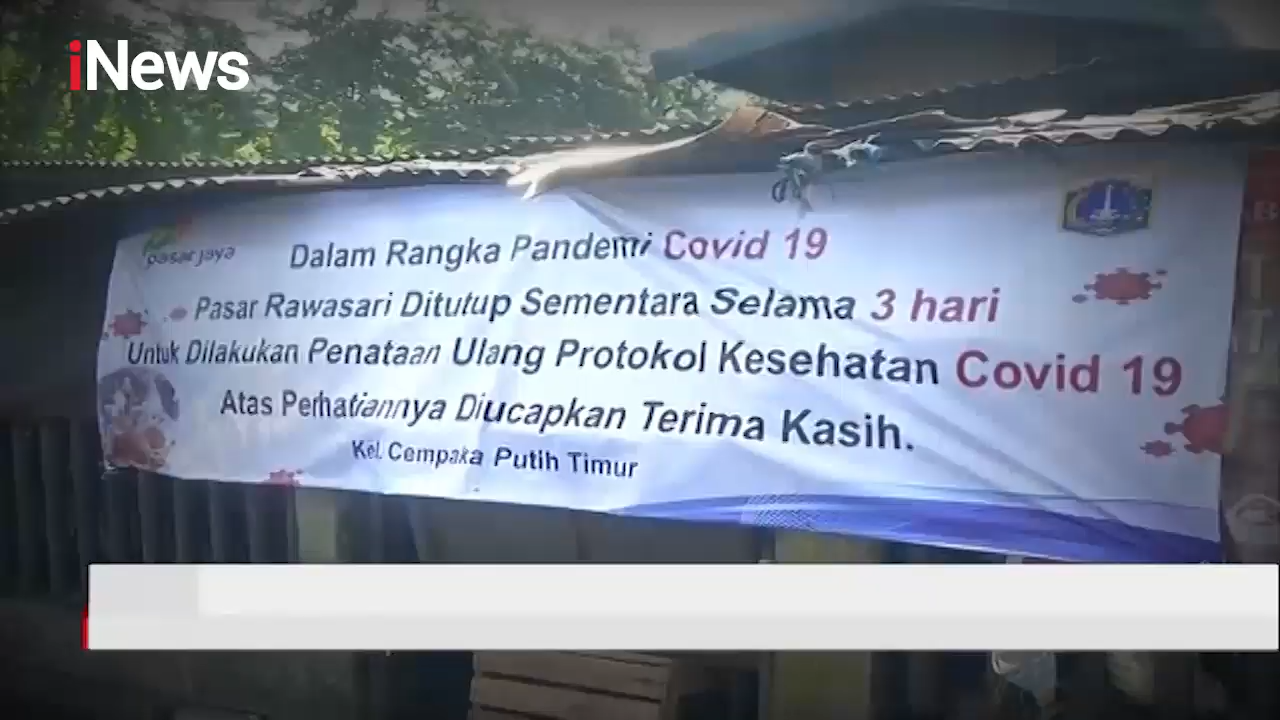 iNews
pasar jaya
Dalam Rangka Pandemi Covid 19
Pasar Rawasari Ditutup Sementara Selama 3 hari
Untuk Dilakukan Penataan Ulang Protokol Kesehatan Covid 19
Atas Perhatiannya Diucapkan Terima Kasih.
Kel. Cempaka Putih Timur